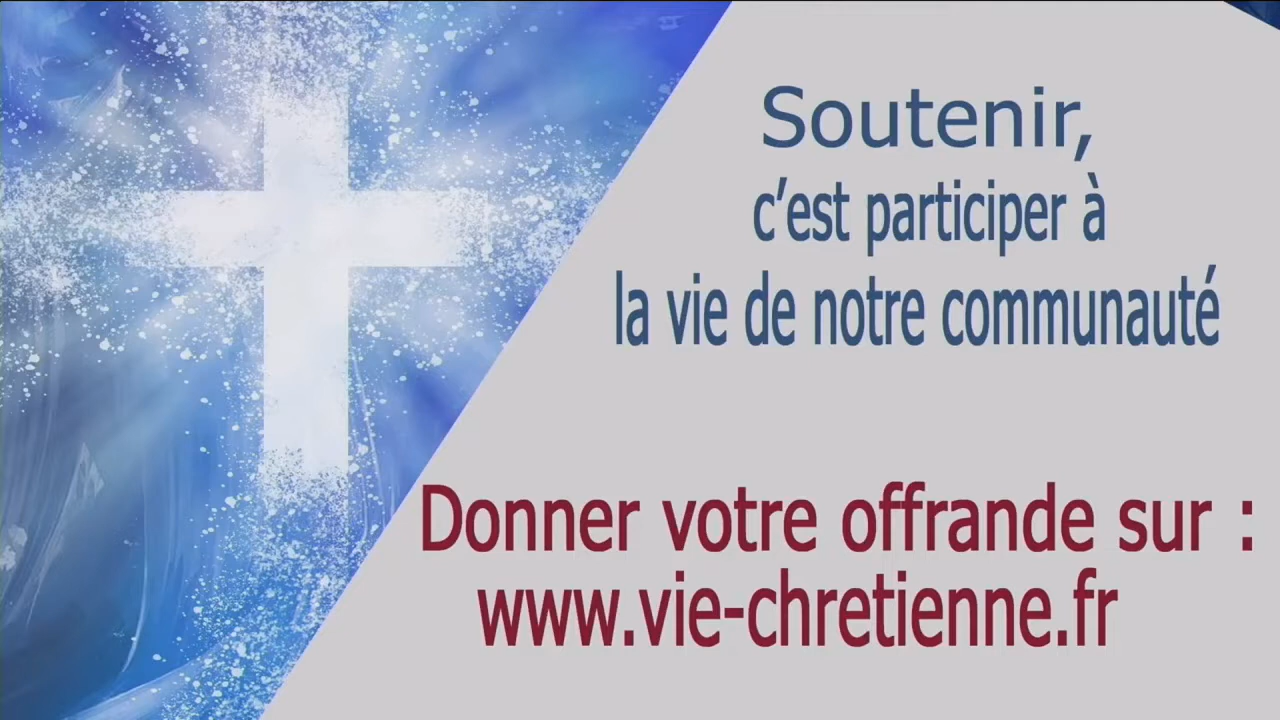 Soutenir,
c’est participer à
la vie de notre communauté
Donner votre offrande sur :
www.vie-chretienne.fr